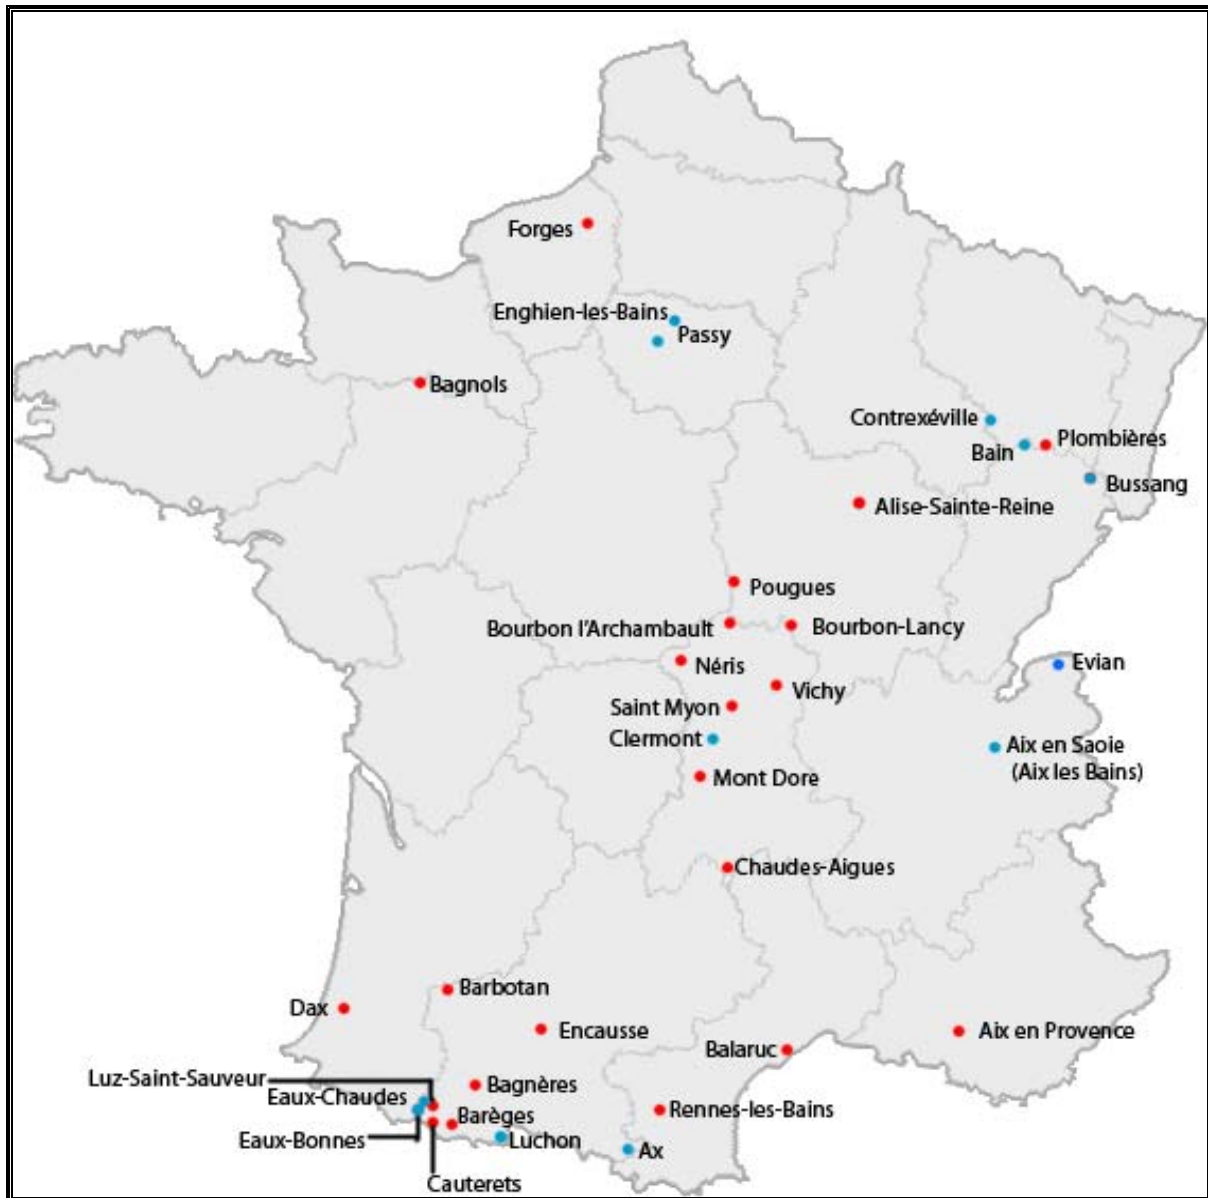 Forges
Enghien-les-Bains
Passy
Bagnols
Contrexéville
Plombières
Bain
Bussang
Alise-Sainte-Reine
Pougues
Bourbon l'Archambault
Bourbon-Lancy
Néris
Evian
Vichy
Saint Myon
Clermont
Aix en Saoie
(Aix les Bains)
Mont Dore
Chaudes-Aigues
Barbotan
Dax
Encausse
Aix en Provence
Balaruc
Luz-Saint-Sauveur
Bagnères
Eaux-Chaudes
Rennes-les-Bains
Barèges
Eaux-Bonnes
Luchon
Ax
Cauterets